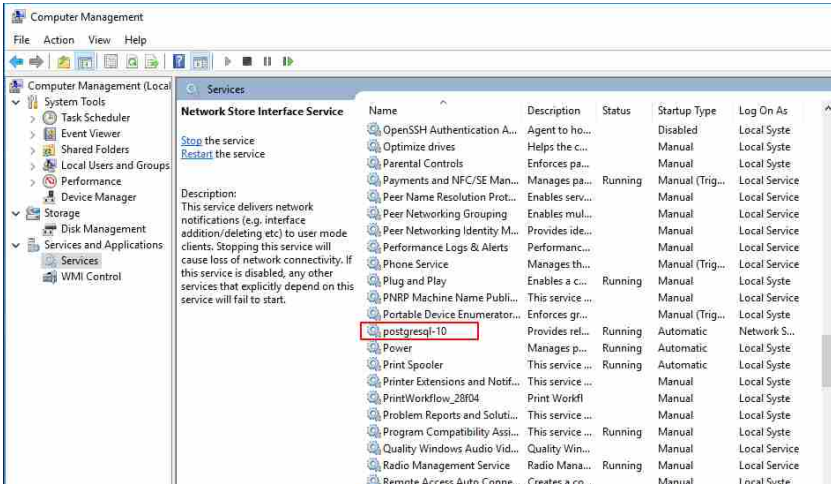 Computer Management
File Action View Help
Computer Management (Local
System Tools
Task Scheduler
Event Viewer
Shared Folders
Local Users and Groups
Performance
Device Manager
Storage
Disk Management
Services and Applications
Services
WMI Control
Services
Network Store Interface Service
Stop the service
Restart the service
Description:
This service delivers network
notifications (e.g. interface
addition/deleting etc) to user mode
clients. Stopping this service will
cause loss of network connectivity. If
this service is disabled, any other
services that explicitly depend on this
service will fail to start.
Name Description Status Startup Type Log On As
OpenSSH Authentication A... Agent to ho... Disabled Local Syste
Optimize drives Helps the c... Manual Local Syste
Parental Controls Enforces pa... Manual Local Syste
Payments and NFC/SE Man... Manages pa... Running Manual (Trig... Local Service
Peer Name Resolution Prot... Enables serv... Manual Local Service
Peer Networking Grouping Enables mul... Manual Local Service
Peer Networking Identity M... Provides ide... Manual Local Service
Performance Logs & Alerts Performanc... Manual Local Service
Phone Service Manages th... Manual (Trig... Local Service
Plug and Play Enables a c... Running Manual Local Syste
PNRP Machine Name Publi... This service ... Manual Local Service
Portable Device Enumerator... Enforces gr... Manual (Trig... Local Syste
postgresql-10 Provides rel... Running Automatic Network S...
Power Manages p... Running Automatic Local Syste
Print Spooler This service ... Running Automatic Local Syste
Printer Extensions and Notif... This service ... Manual Local Syste
PrintWorkflow_28f04 Print Workfl Manual Local Syste
Problem Reports and Soluti... This service ... Manual Local Syste
Program Compatibility Assi... This service ... Running Manual Local Syste
Quality Windows Audio Vid... Quality Win... Manual Local Service
Radio Management Service Radio Mana... Running Manual Local Service
Remote Access Auto Conne... Creates a co... Manual Local Syste